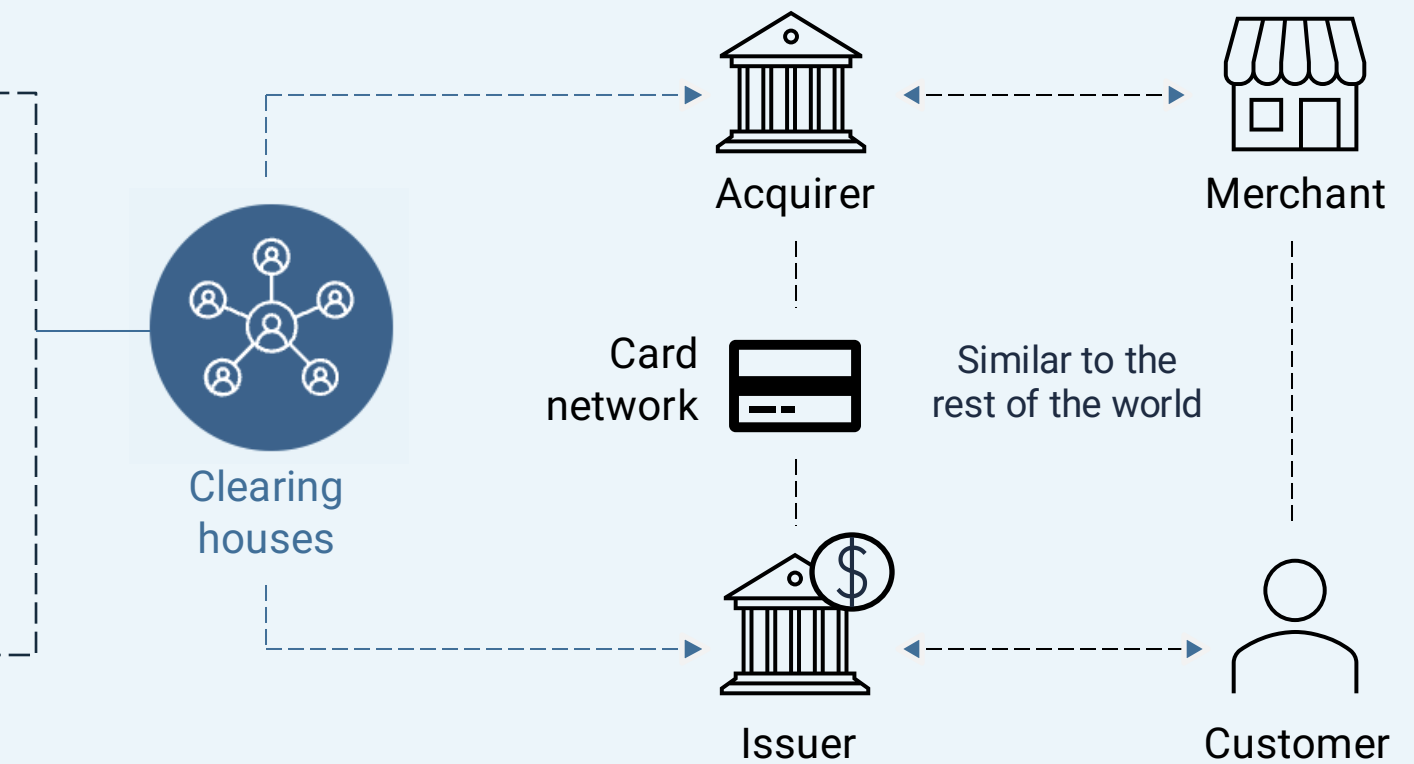 Acquirer
Merchant
Card
network
Similar to the
rest of the world
Clearing
houses
$
Issuer
Customer